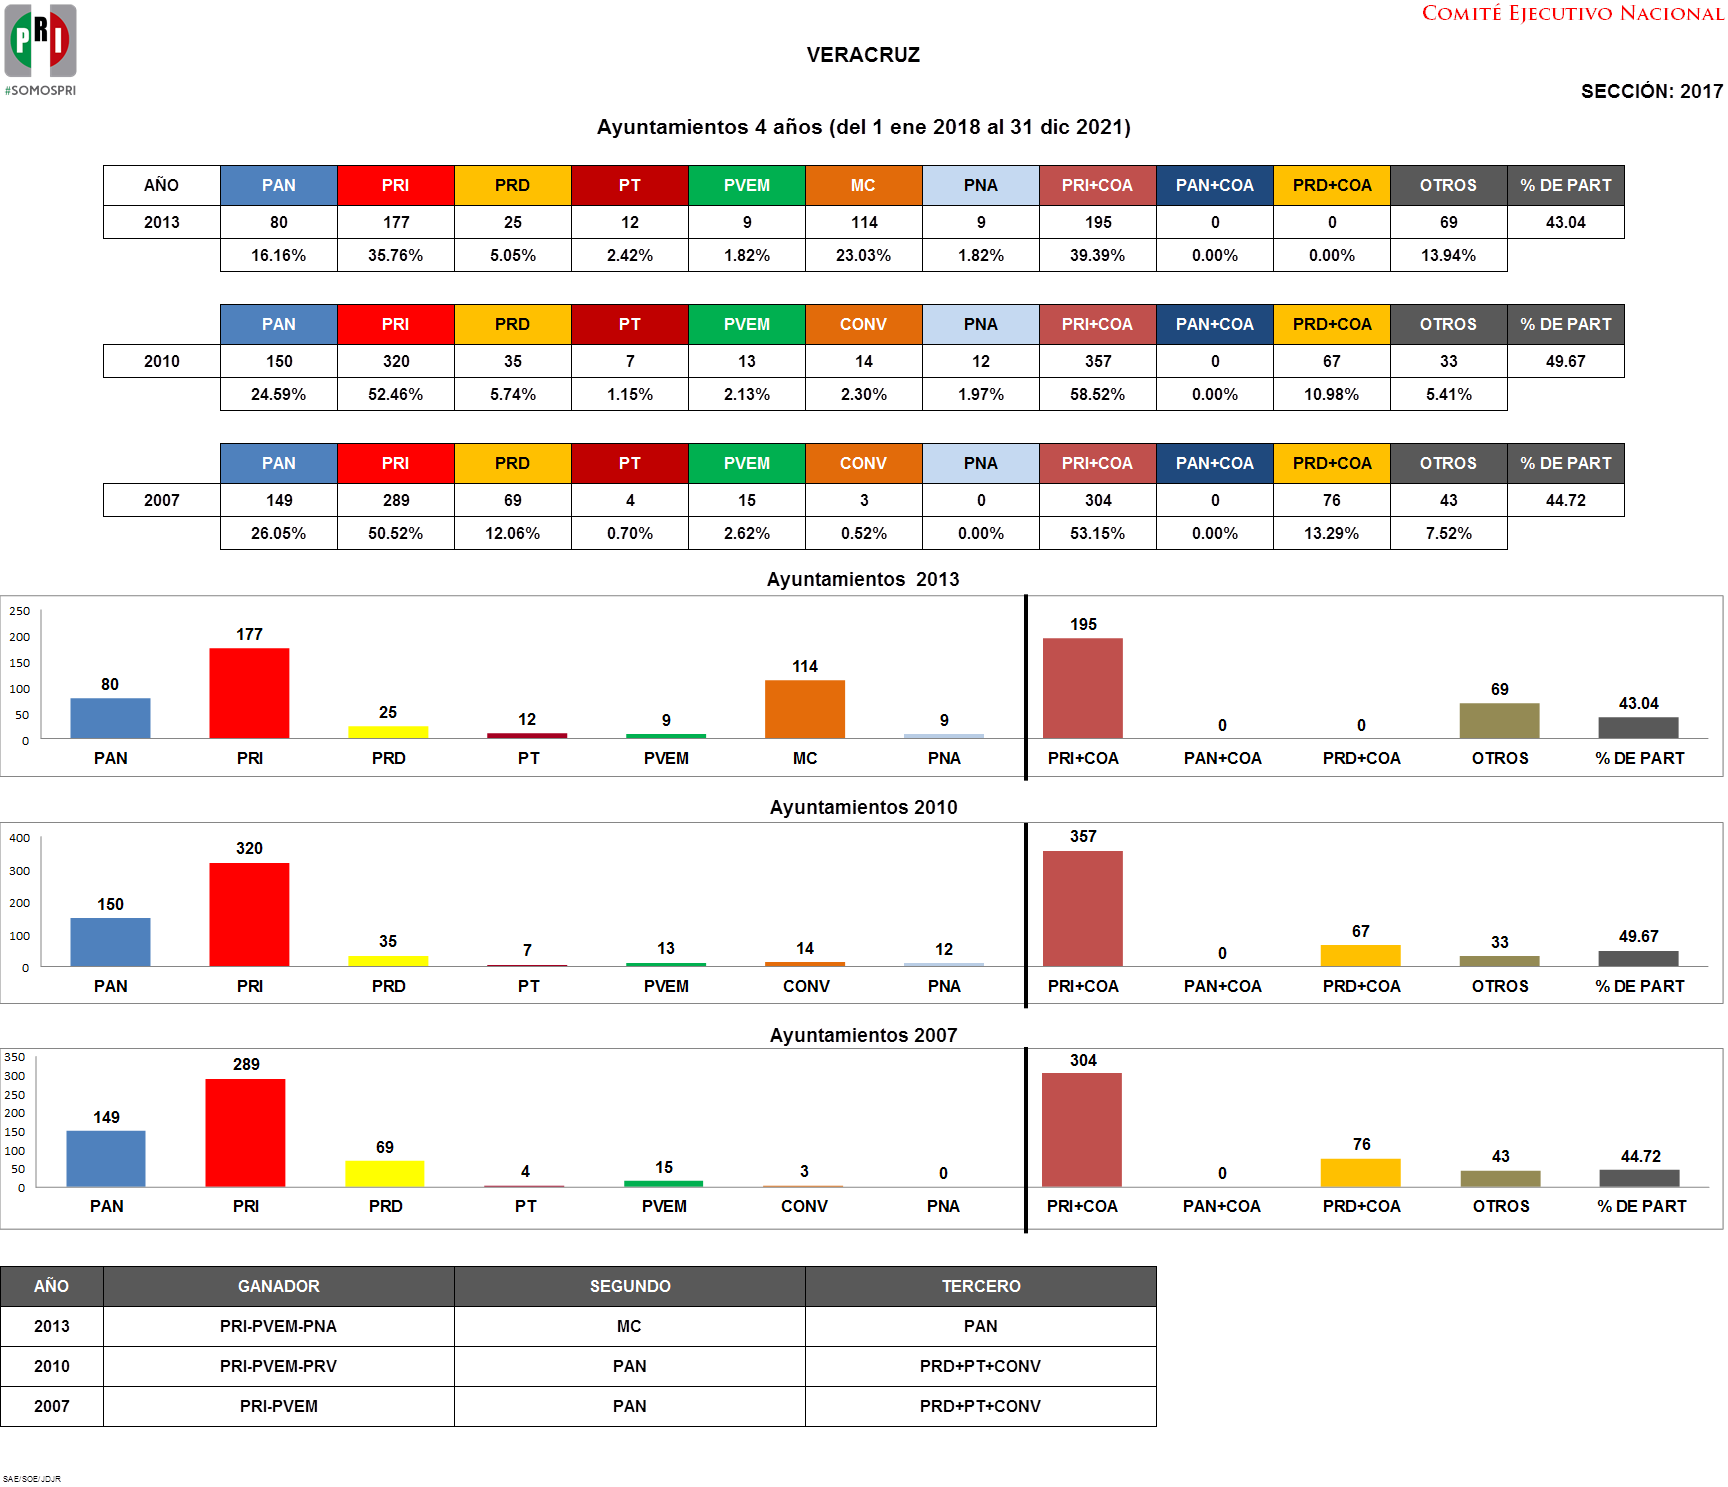 PRI
#SOMOSPRI
COMITÉ EJECUTIVO NACIONAL
VERACRUZ
SECCIÓN: 2017
Ayuntamientos 4 años (del 1 ene 2018 al 31 dic 2021)
AÑO PAN PRI PRD PT PVEM MC PNA PRI+COA PAN+COA PRD+COA OTROS % DE PART
2013 80 177 25 12 9 114 9 195 0 0 69 43.04
16.16% 35.76% 5.05% 2.42% 1.82% 23.03% 1.82% 39.39% 0.00% 0.00% 13.94%
PAN PRI PRD PT PVEM CONV PNA PRI+COA PAN+COA PRD+COA OTROS % DE PART
2010 150 320 35 7 13 14 12 357 0 67 33 49.67
24.59% 52.46% 5.74% 1.15% 2.13% 2.30% 1.97% 58.52% 0.00% 10.98% 5.41%
PAN PRI PRD PT PVEM CONV PNA PRI+COA PAN+COA PRD+COA OTROS % DE PART
2007 149 289 69 4 15 3 0 304 0 76 43 44.72
26.05% 50.52% 12.06% 0.70% 2.62% 0.52% 0.00% 53.15% 0.00% 13.29% 7.52%
Ayuntamientos 2013
250
200
150
100
50
0
80 177 25 12 9 114 9 195 0 0 69 43.04
PAN PRI PRD PT PVEM MC PNA PRI+COA PAN+COA PRD+COA OTROS % DE PART
Ayuntamientos 2010
400
300
200
100
0
150 320 35 7 13 14 12 357 0 67 33 49.67
PAN PRI PRD PT PVEM CONV PNA PRI+COA PAN+COA PRD+COA OTROS % DE PART
Ayuntamientos 2007
350
300
250
200
150
100
50
0
149 289 69 4 15 3 0 304 0 76 43 44.72
PAN PRI PRD PT PVEM CONV PNA PRI+COA PAN+COA PRD+COA OTROS % DE PART
AÑO GANADOR SEGUNDO TERCERO
2013 PRI-PVEM-PNA MC PAN
2010 PRI-PVEM-PRV PAN PRD+PT+CONV
2007 PRI-PVEM PAN PRD+PT+CONV
SAE/SOE/JDJR